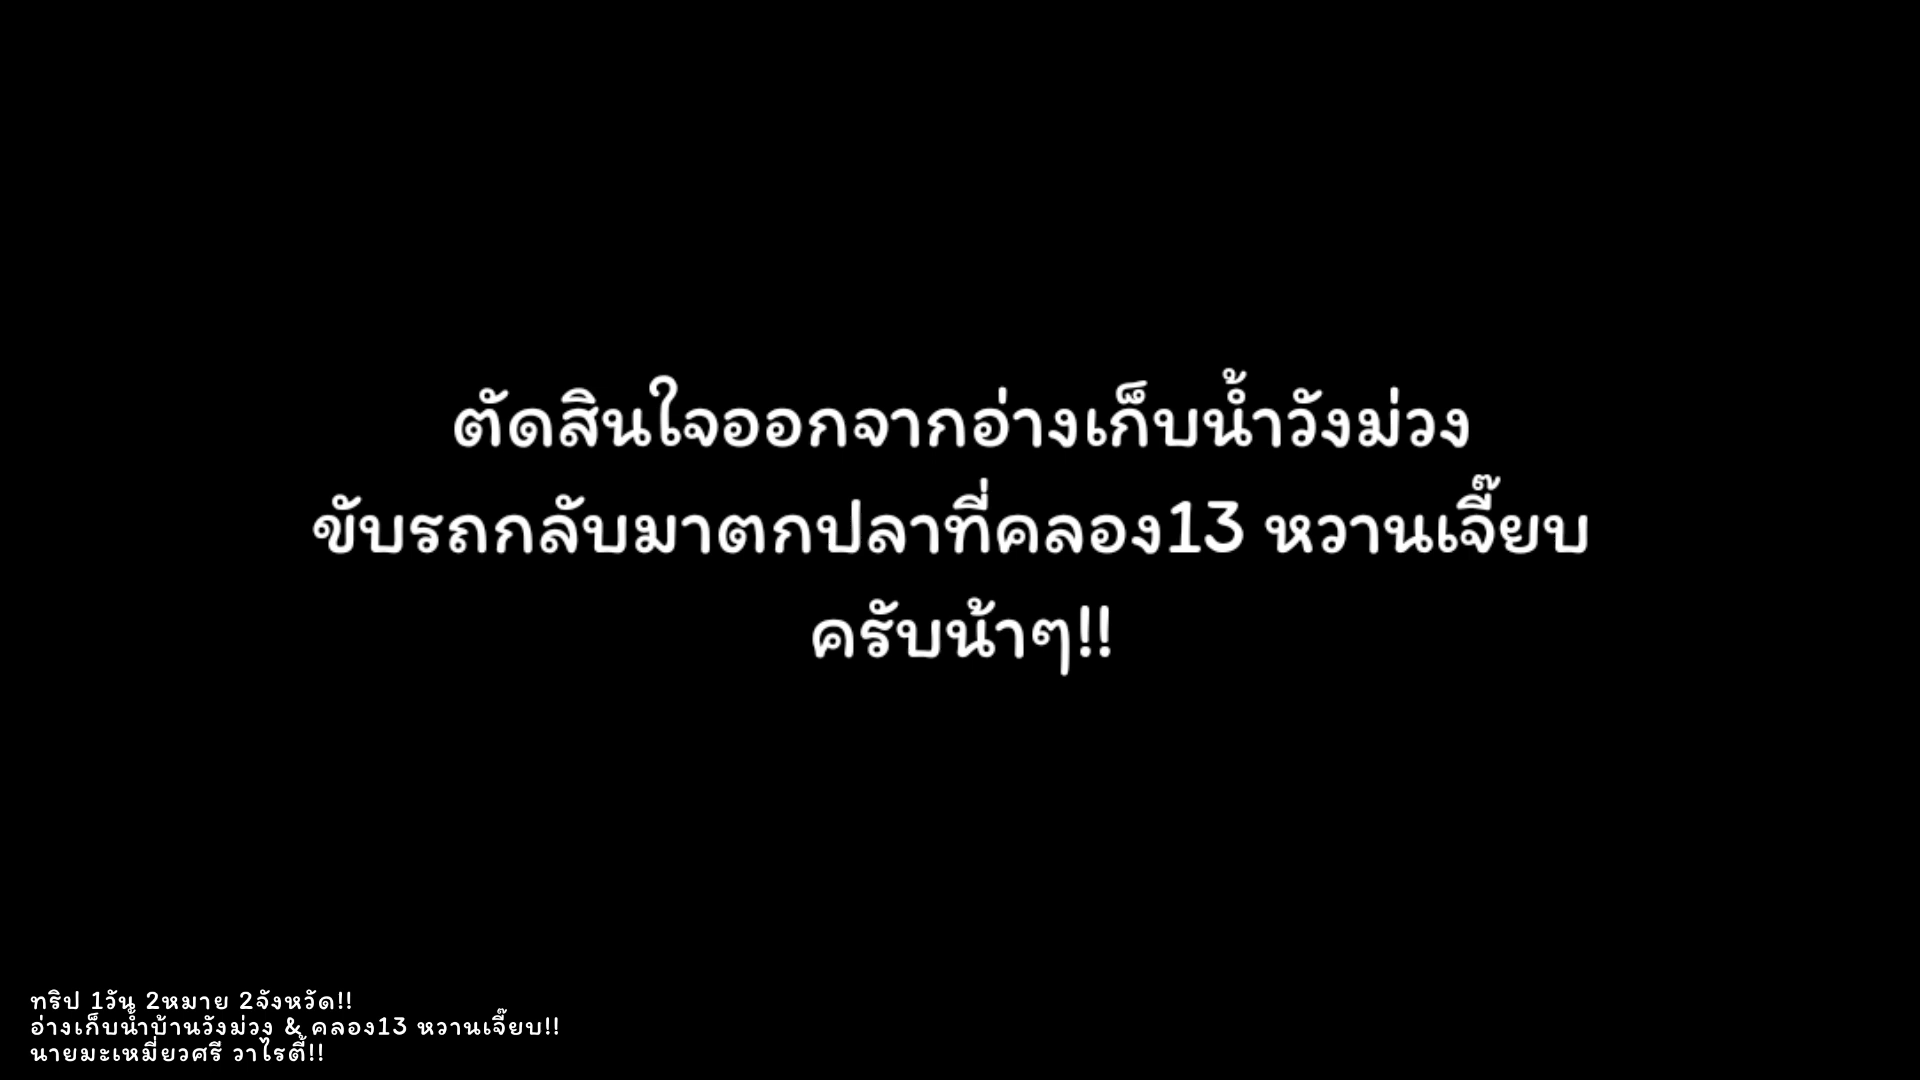 ตัดสินใจออกจากอ่างเก็บน้ำวังม่วง
ขับรถกลับมาตกปลาที่คลอง13 หวานเจี๊ยบ
ครับน้าๆ!!
ทริป 1วัน 2หมาย 2จังหวัด!!
อ่างเก็บน้ำบ้านวังม่วง & คลอง13 หวานเจี๊ยบ!!
นายมะเหมี่ยวศรี วาไรตี้!!